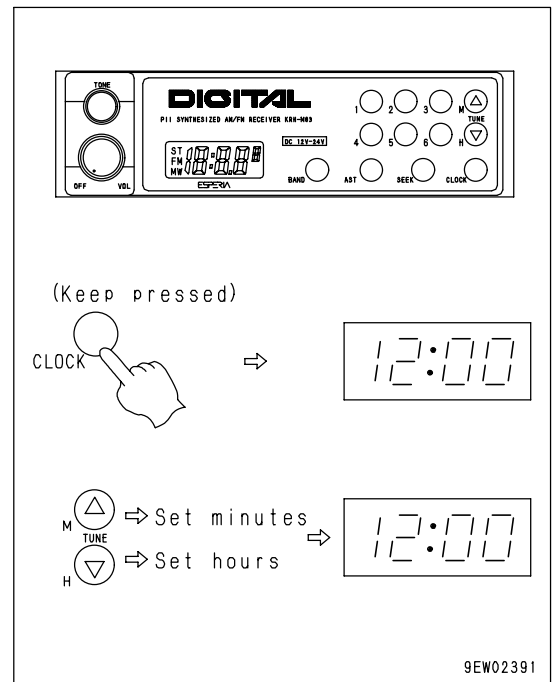 TONE
OFF VOL
DIGITAL
PII SYNTHESIZED AM/FM RECEIVER KRH-M03
DC 12V-24V
ST
FM
MW
18:88
ESPERIA
1 2 3 M
TUNE
4 5 6 H
BAND AST SEEK CLOCK
(Keep pressed)
CLOCK ⇨ 12:00
M ⇨ Set minutes
TUNE ⇨ 12:00
H ⇨ Set hours
9EW02391